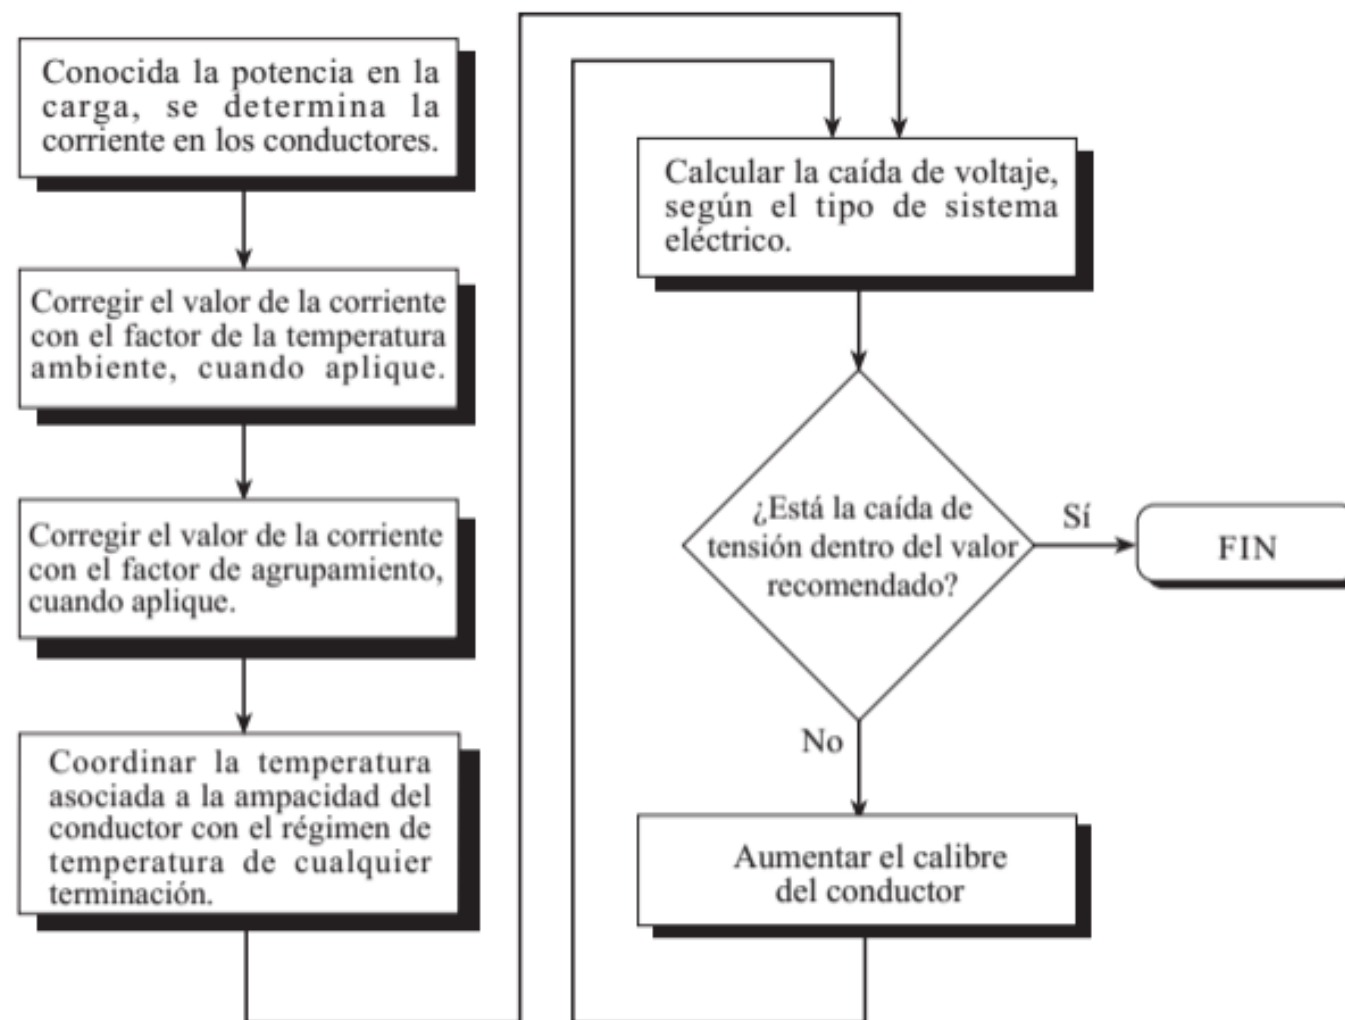 Conocida la potencia en la
carga, se determina la
corriente en los conductores.
Corregir el valor de la corriente
con el factor de la temperatura
ambiente, cuando aplique.
Corregir el valor de la corriente
con el factor de agrupamiento,
cuando aplique.
Coordinar la temperatura
asociada a la ampacidad del
conductor con el régimen de
temperatura de cualquier
terminación.
Calcular la caída de voltaje,
según el tipo de sistema
eléctrico.
¿Está la caída de
tensión dentro del valor
recomendado?
Sí
FIN
No
Aumentar el calibre
del conductor